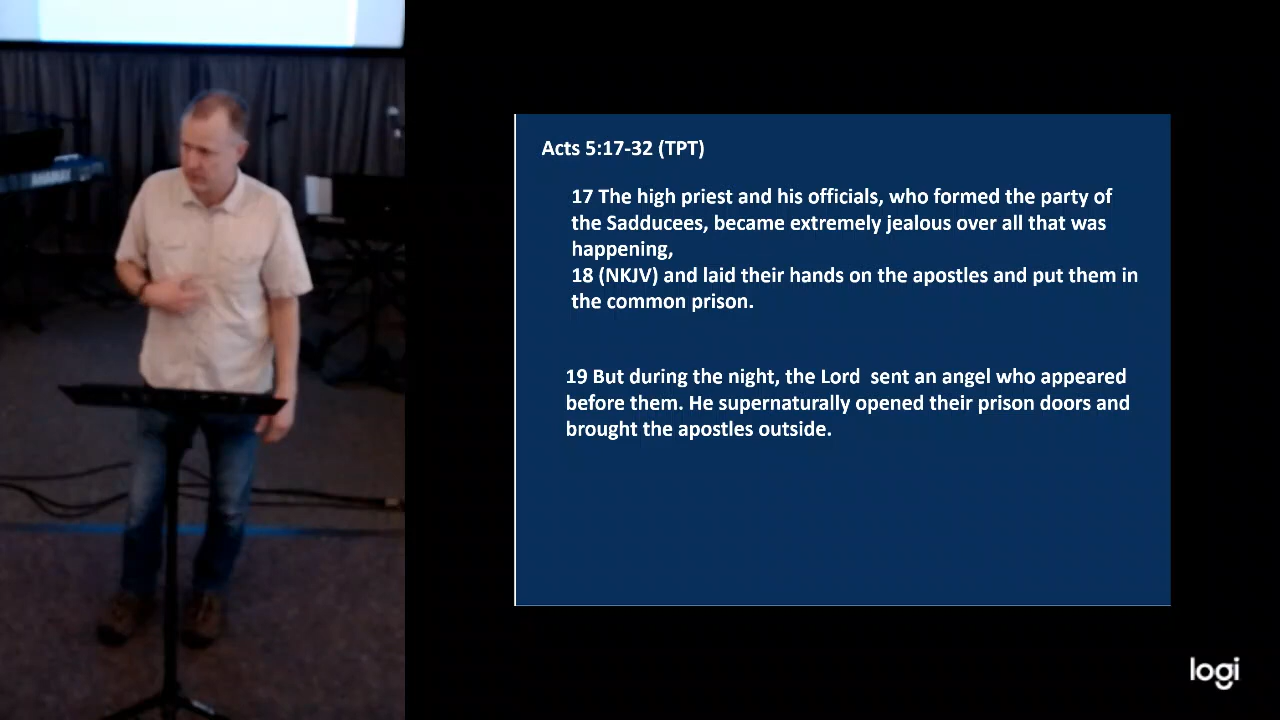 Acts 5:17-32 (TPT)
17 The high priest and his officials, who formed the party of
the Sadducees, became extremely jealous over all that was
happening,
18 (NKJV) and laid their hands on the apostles and put them in
the common prison.
19 But during the night, the Lord  sent an angel who appeared
before them. He supernaturally opened their prison doors and
brought the apostles outside.
logi